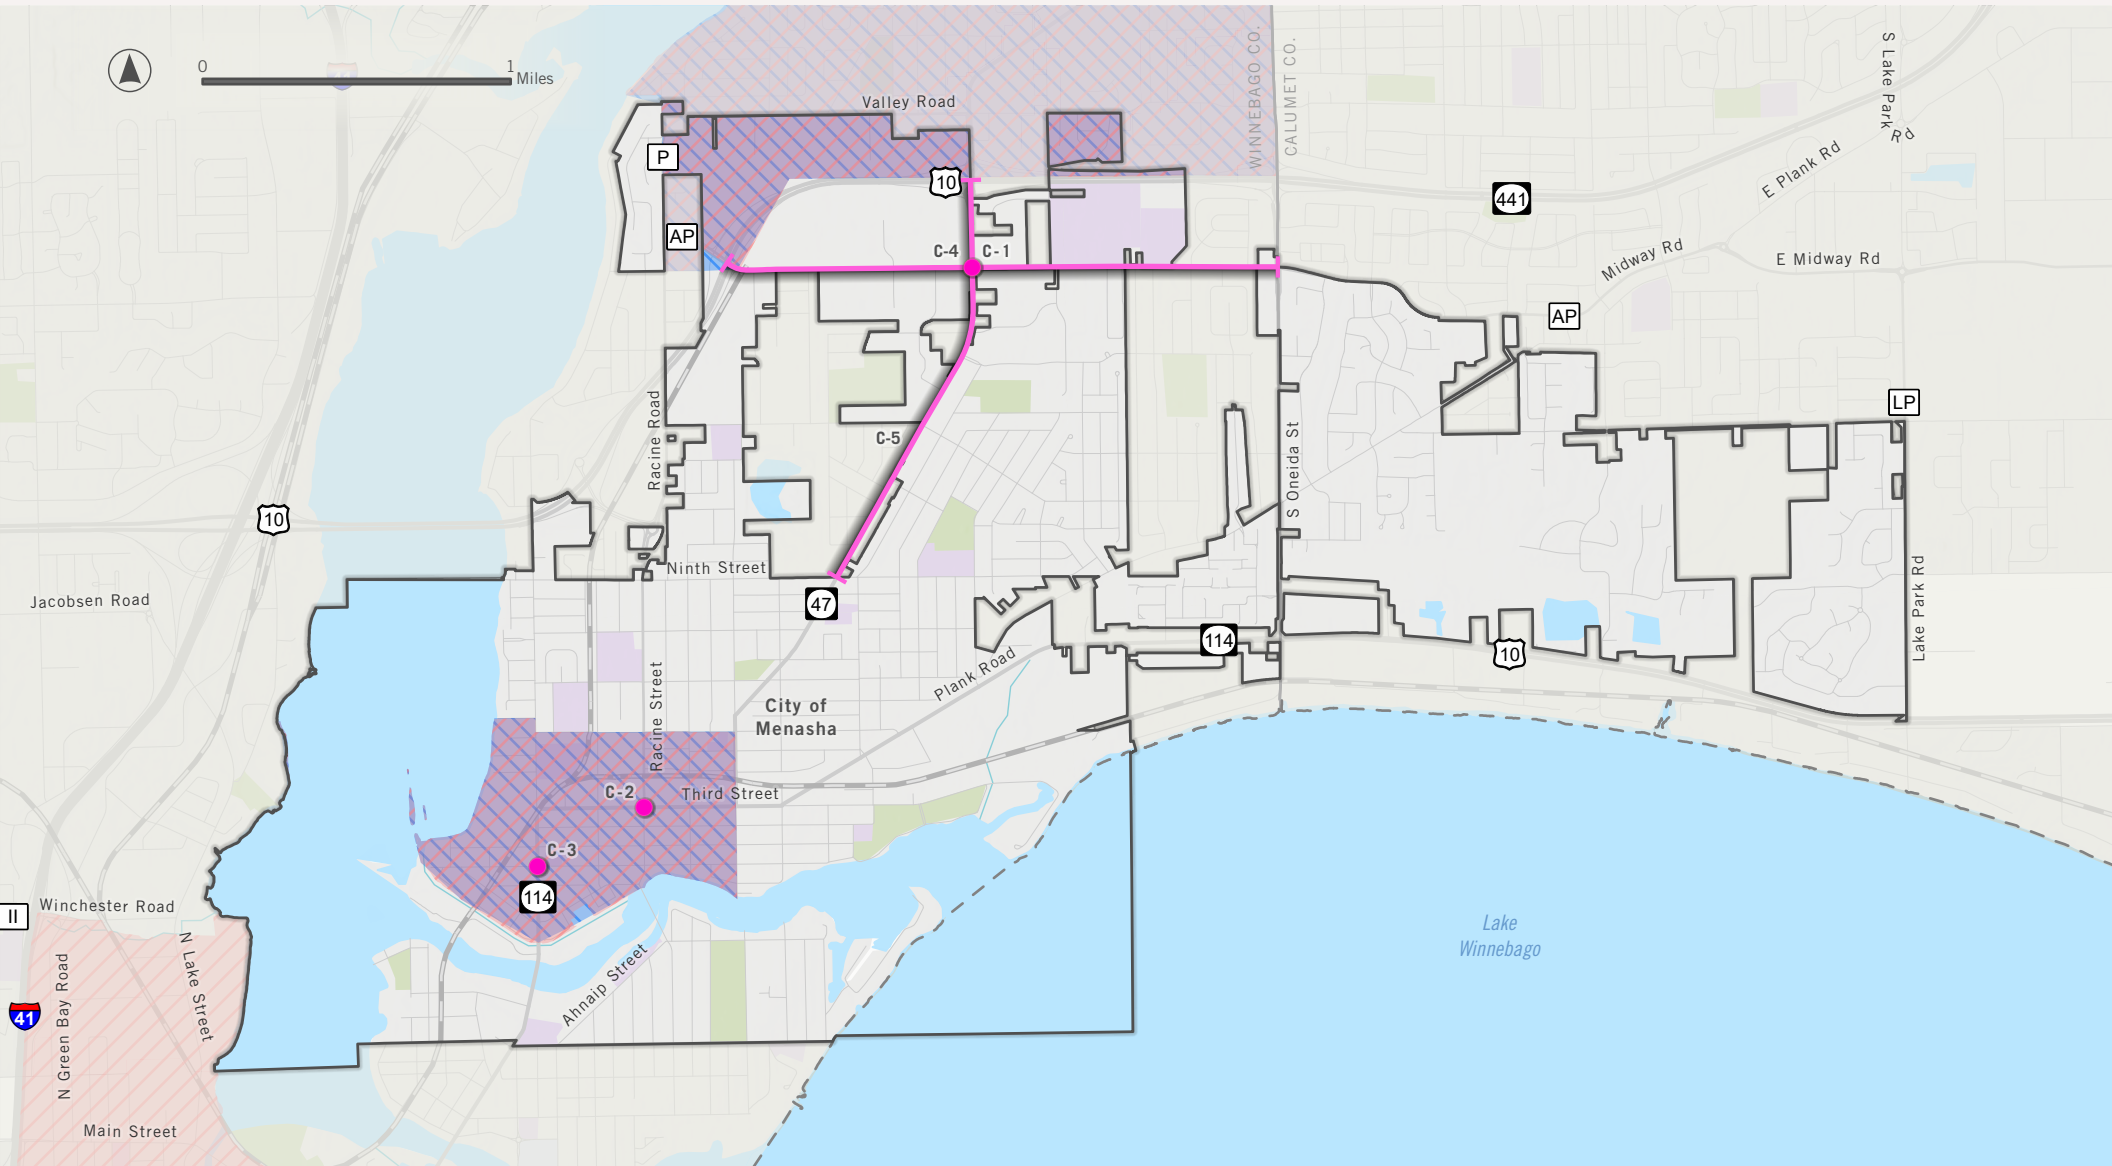 0
1
Miles
Valley Road
WINNEBAGO CO.
CALUMET CO.
S Lake Park
Rd
P
10
441
E Plank Rd
AP
C-4
C-1
Midway Rd
E Midway Rd
AP
LP
Racine Road
C-5
S Oneida St
10
Ninth Street
47
Jacobsen Road
114
10
Lake Park Rd
Plank Road
City of
Menasha
Racine Street
C-2
Third Street
C-3
114
II
Winchester Road
N Lake Street
N Green Bay Road
41
Ahnaip Street
Lake
Winnebago
Main Street